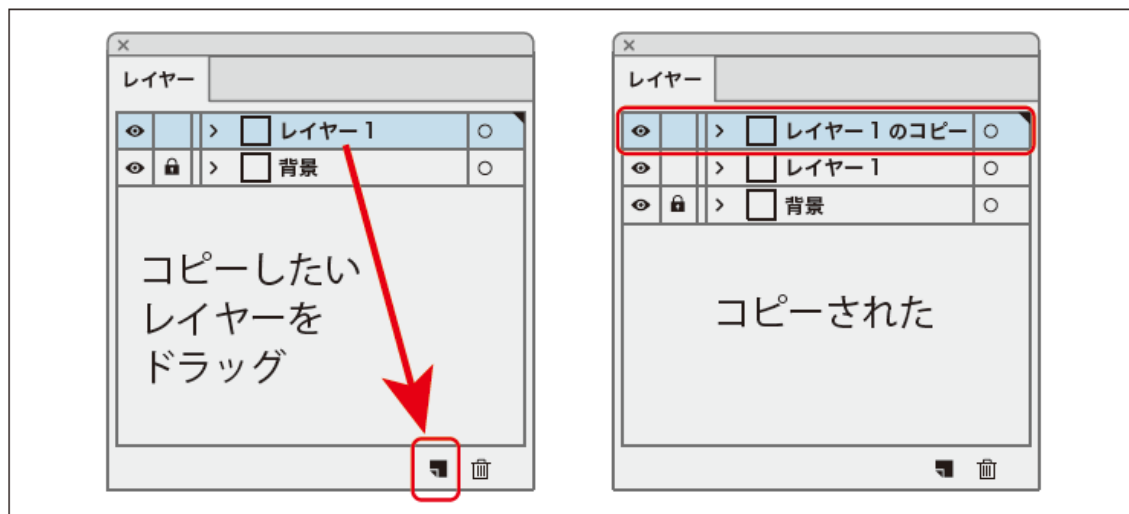 レイヤー
レイヤー 1
背景
コピーしたい
レイヤーを
ドラッグ
レイヤー
レイヤー 1 のコピー
レイヤー 1
背景
コピーされた